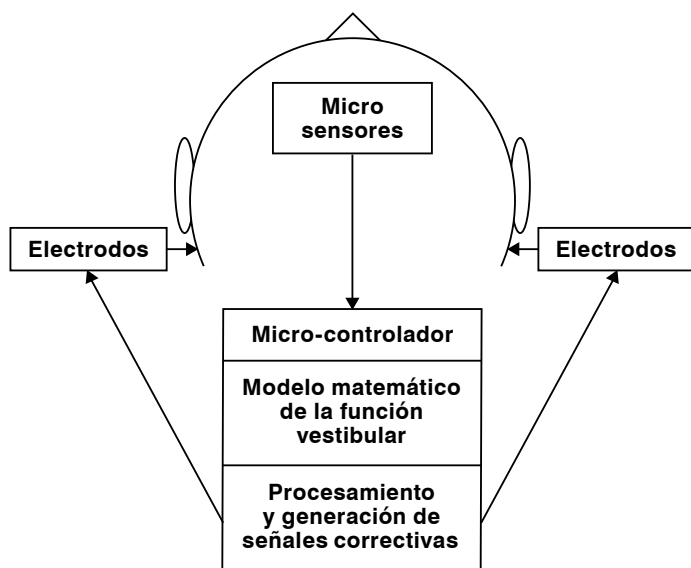 Micro
sensores
Electrodos
Electrodos
Micro-controlador
Modelo matemático
de la función
vestibular
Procesamiento
y generación de
señales correctivas